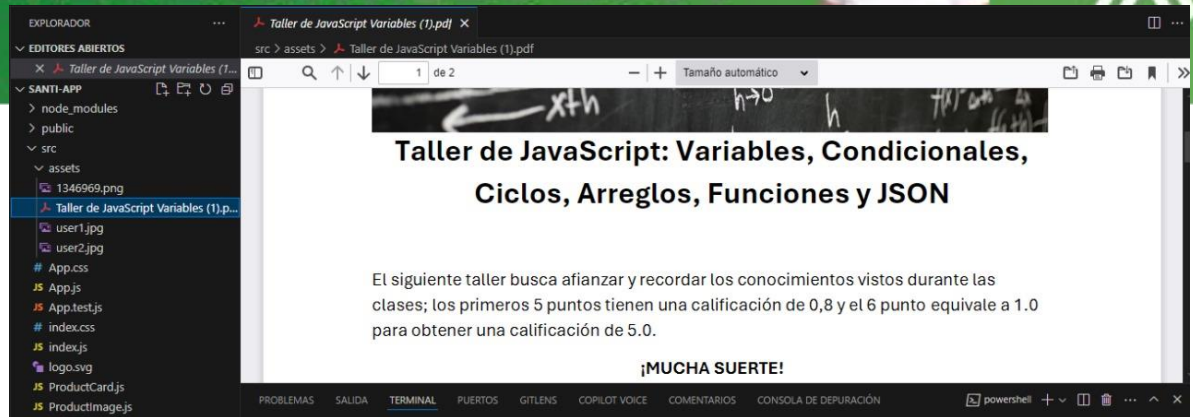 EXPLORADOR ...
Taller de JavaScript Variables (1).pdf ×
EDITORES ABIERTOS
src > assets > Taller de JavaScript Variables (1).pdf
× Taller de JavaScript Variables (1...
1 de 2
Tamaño automático
SANTI-APP
> node_modules
> public
src
assets
1346969.png
Taller de JavaScript Variables (1).p...
user1.jpg
user2.jpg
# App.css
JS App.js
JS App.test.js
# index.css
JS index.js
logo.svg
JS ProductCard.js
JS ProductImage.js
x+h
h→0
h
Taller de JavaScript: Variables, Condicionales,
Ciclos, Arreglos, Funciones y JSON
El siguiente taller busca afianzar y recordar los conocimientos vistos durante las
clases; los primeros 5 puntos tienen una calificación de 0,8 y el 6 punto equivale a 1.0
para obtener una calificación de 5.0.
¡MUCHA SUERTE!
PROBLEMAS SALIDA TERMINAL PUERTOS GITLENS COPILOT VOICE COMENTARIOS CONSOLA DE DEPURACIÓN powershell